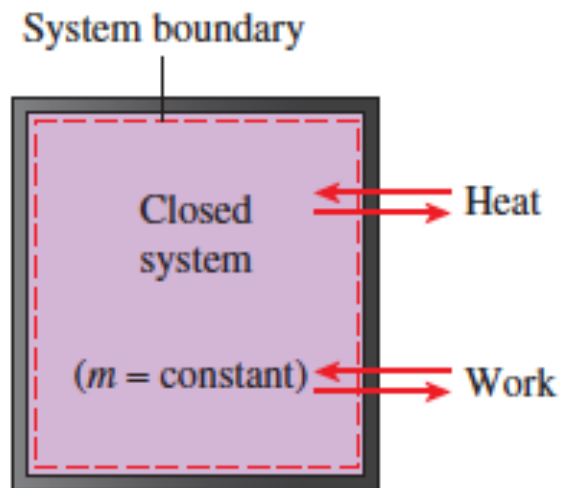 System boundary
Closed
system
Heat
(m = constant)
Work